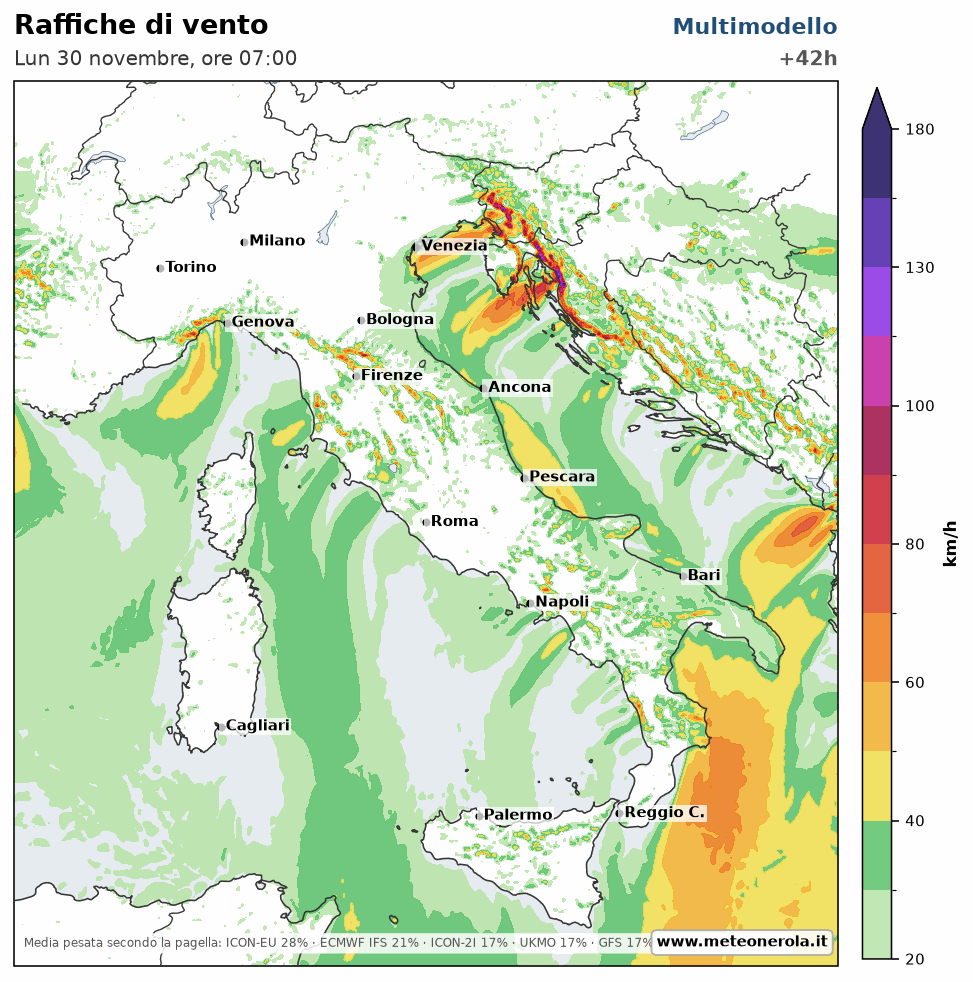 Raffiche di vento
Multimodello
Lun 30 novembre, ore 07:00
+42h
180
130
100
80
60
40
20
km/h
Milano
Venezia
Torino
Genova
Bologna
Firenze
Ancona
Pescara
Roma
Bari
Napoli
Cagliari
Palermo
Reggio C.
Media pesata secondo la pagella: ICON-EU 28% · ECMWF IFS 21% · ICON-2I 17% · UKMO 17% · GFS 17%
www.meteonerola.it